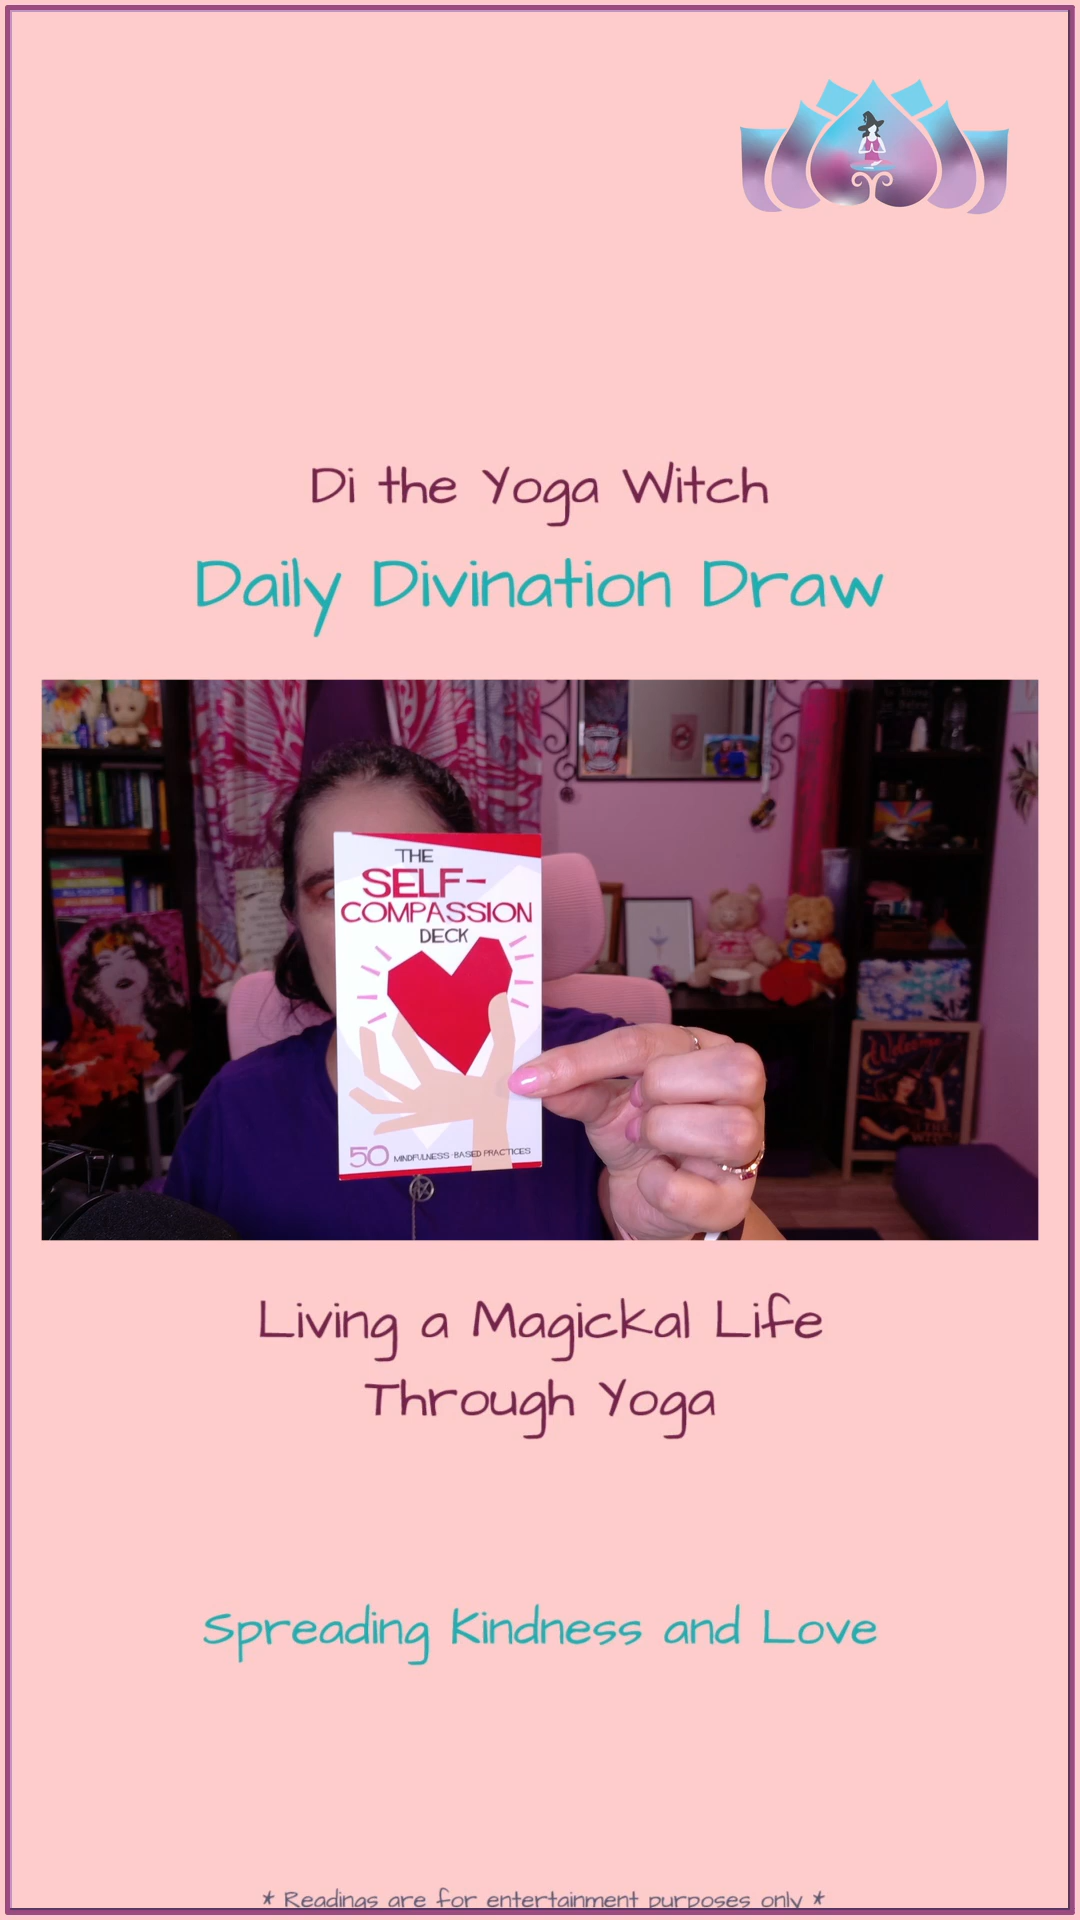 Di the Yoga Witch
Daily Divination Draw
THE
SELF-
COMPASSION
DECK
50 MINDFULNESS-BASED PRACTICES
Welcome
Living a Magickal Life
Through Yoga
Spreading Kindness and Love
* Readings are for entertainment purposes only *